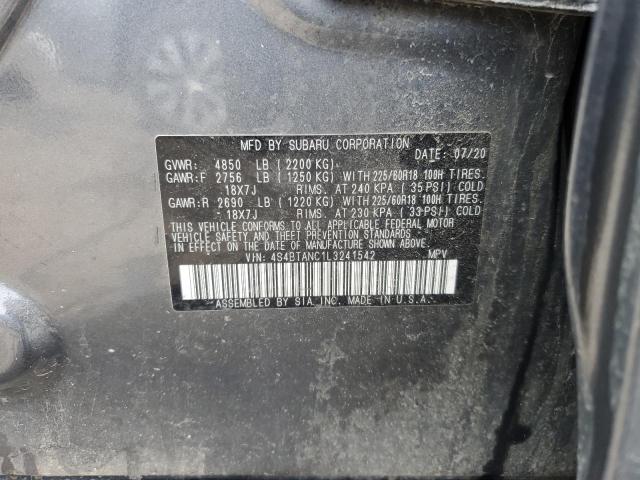 MFD BY SUBARU CORPORATION
DATE: 07/20
GVWR: 4850 LB (2200 KG)
GAWR:F 2756 LB (1250 KG) WITH 225/60R18 100H TIRES.
18X7J RIMS. AT 240 KPA (35 PSI) COLD
GAWR:R 2690 LB (1220 KG) WITH 225/60R18 100H TIRES.
18X7J RIMS. AT 230 KPA (33 PSI) COLD
THIS VEHICLE CONFORMS TO ALL APPLICABLE FEDERAL MOTOR
VEHICLE SAFETY AND THEFT PREVENTION STANDARDS
IN EFFECT ON THE DATE OF MANUFACTURE SHOWN ABOVE.
VIN: 4S4BTANC1L3241542 MPV
ASSEMBLED BY SIA, INC. MADE IN U.S.A.